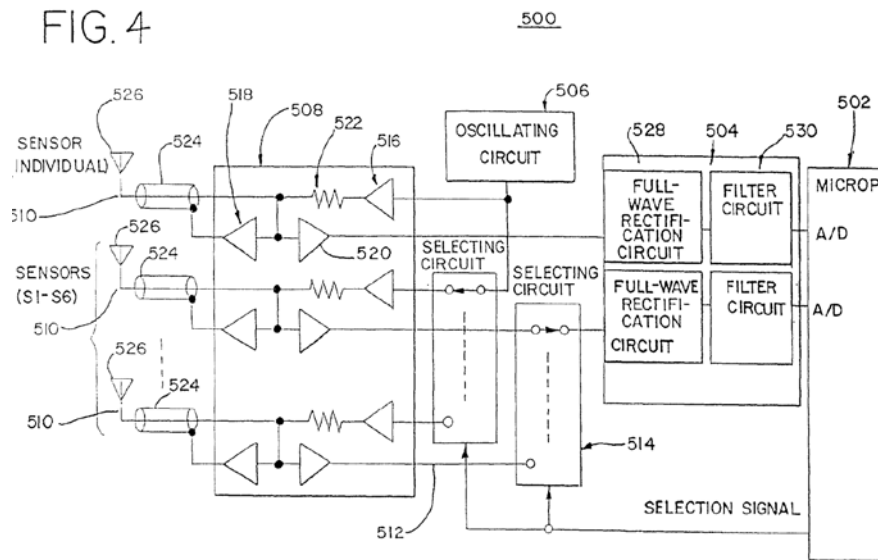 FIG. 4
500
526
518
508
522
516
506
OSCILLATING
CIRCUIT
528
504
530
502
SENSOR
(INDIVIDUAL)
524
510
FULL-
WAVE
RECTIFI-
CATION
CIRCUIT
FILTER
CIRCUIT
MICROP
A/D
526
524
SENSORS
(S1-S6)
510
520
SELECTING
CIRCUIT
SELECTING
CIRCUIT
FULL-WAVE
RECTIFI-
CATION
CIRCUIT
FILTER
CIRCUIT
A/D
526
524
510
512
514
SELECTION SIGNAL